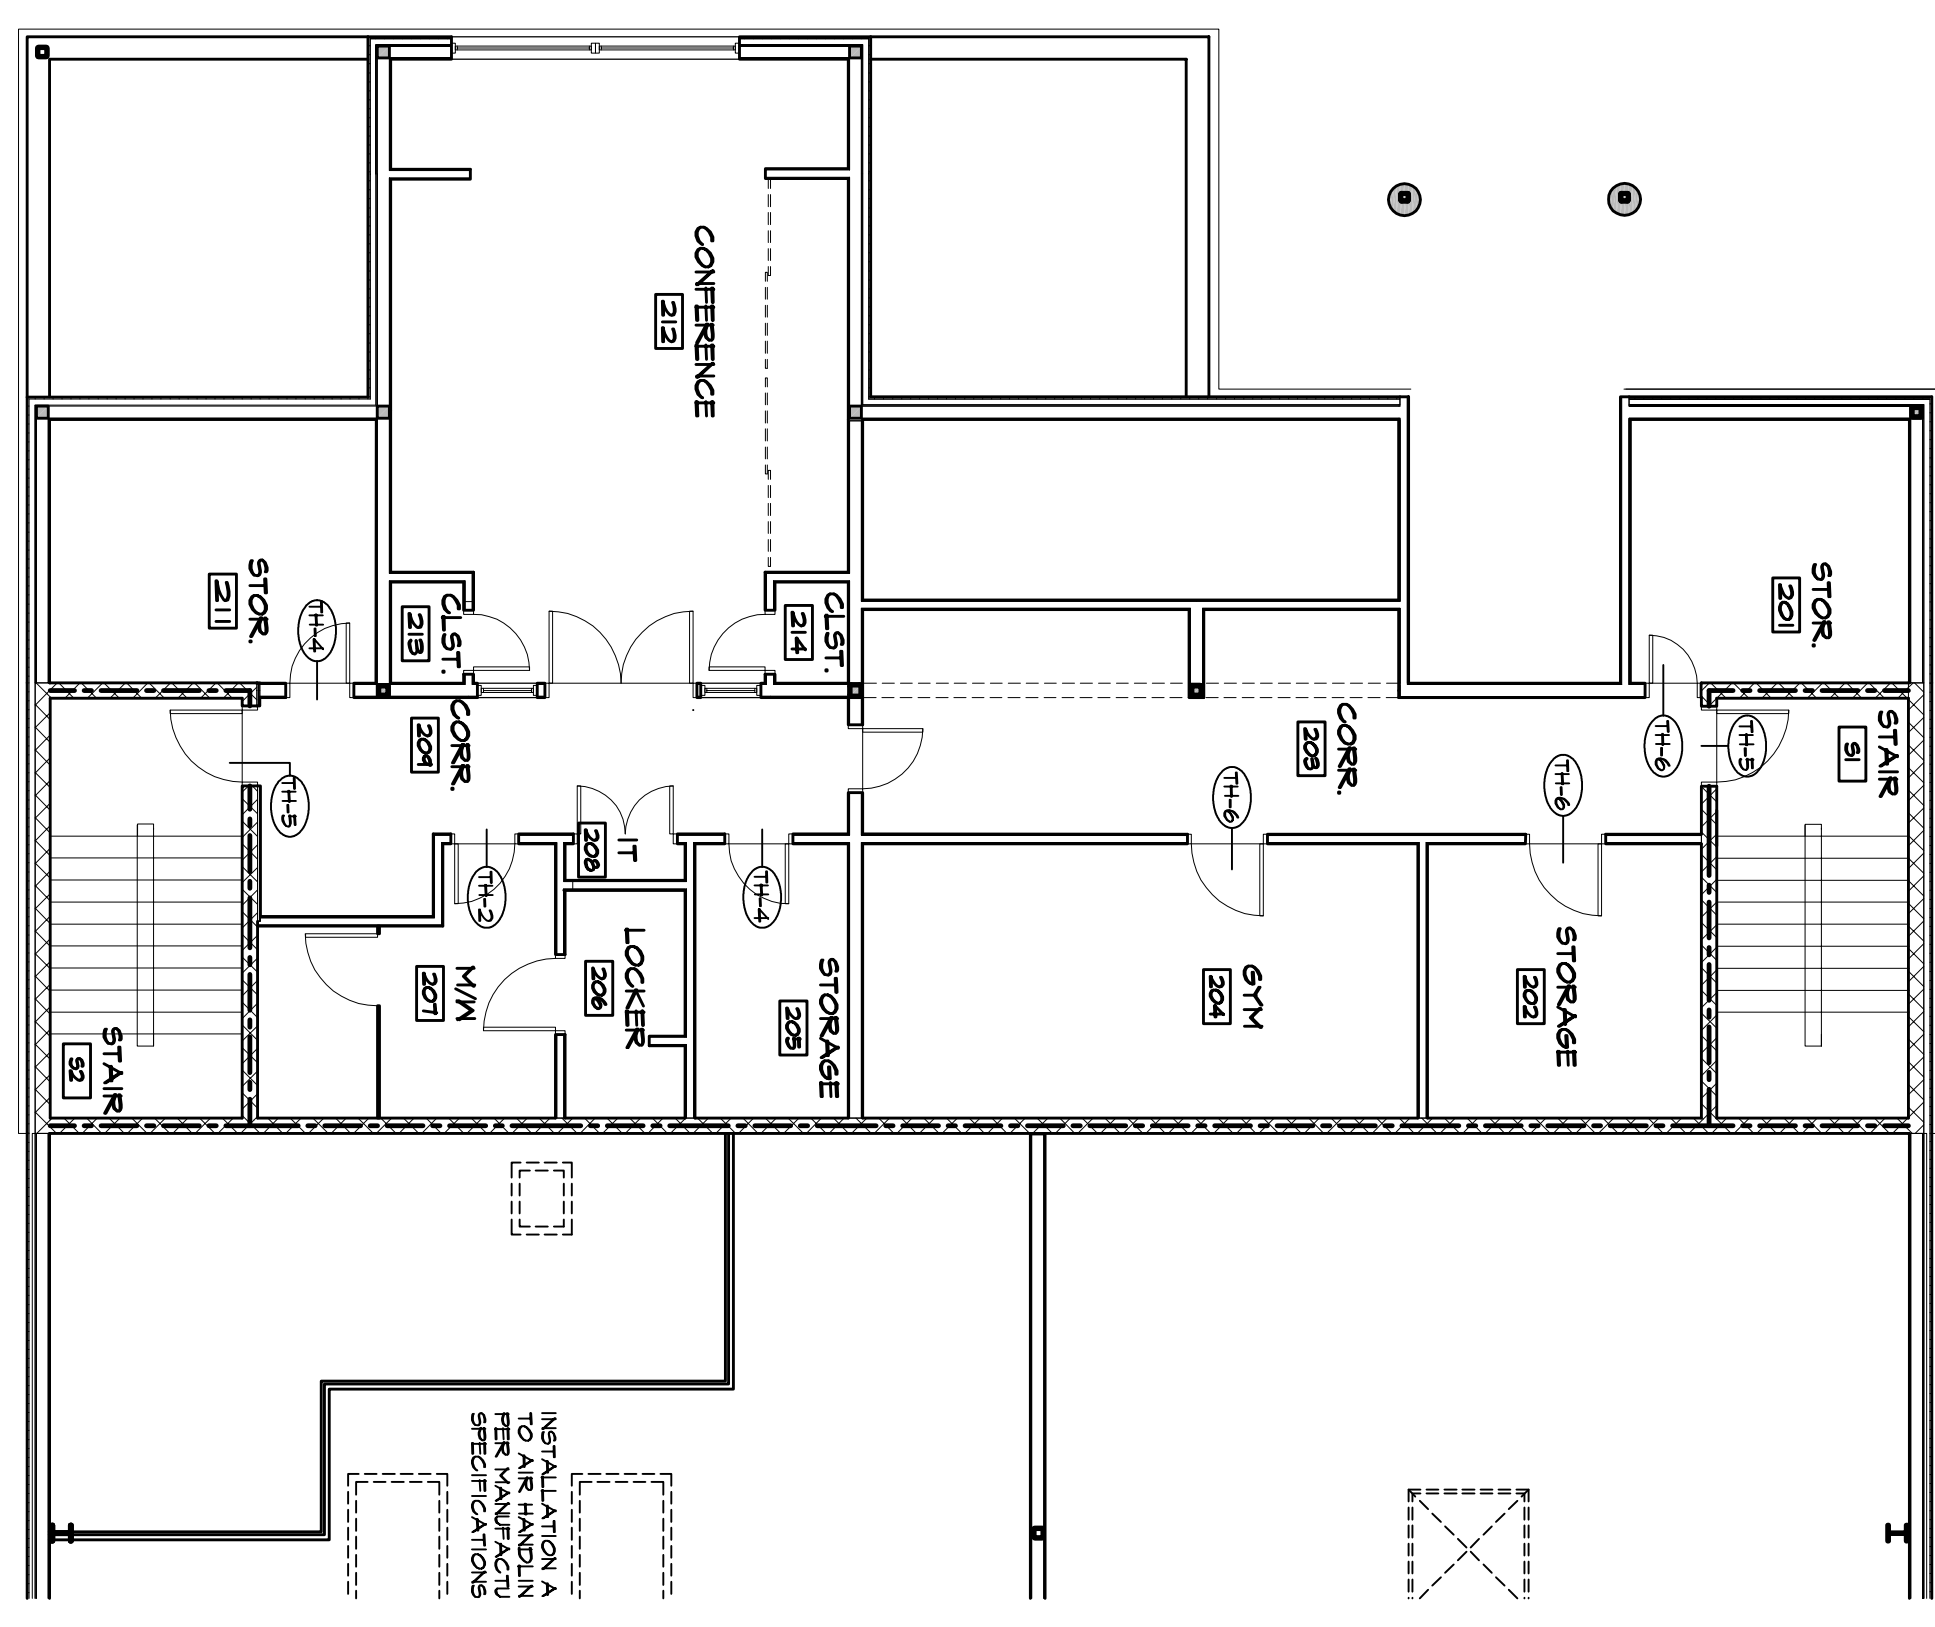 CONFERENCE
212
STOR.
211
TH-4
CLST.
213
CLST.
214
STOR.
201
CORR.
209
CORR.
203
TH-6
TH-5
STAIR
S1
TH-5
TH-6
TH-6
IT
208
TH-2
TH-4
M/W
207
LOCKER
206
STORAGE
205
GYM
204
STORAGE
202
STAIR
S2
INSTALLATION A
TO AIR HANDLIN
PER MANUFACTU
SPECIFICATIONS